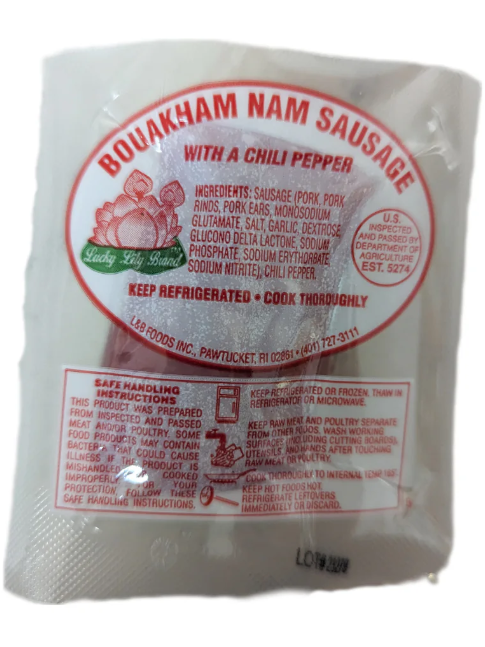 BOUAKHAM NAM SAUSAGE
WITH A CHILI PEPPER
INGREDIENTS: SAUSAGE (PORK, PORK
RINDS, PORK EARS, MONOSODIUM
GLUTAMATE, SALT, GARLIC, DEXTROSE,
GLUCONO DELTA LACTONE, SODIUM
PHOSPHATE, SODIUM ERYTHORBATE,
SODIUM NITRITE), CHILI PEPPER.
Lucky Lily Brand
U.S.
INSPECTED
AND PASSED BY
DEPARTMENT OF
AGRICULTURE
EST. 5274
KEEP REFRIGERATED • COOK THOROUGHLY
L&B FOODS INC., PAWTUCKET, RI 02861 • (401) 727-3111
SAFE HANDLING
INSTRUCTIONS
THIS PRODUCT WAS PREPARED
FROM INSPECTED AND PASSED
MEAT AND/OR POULTRY. SOME
FOOD PRODUCTS MAY CONTAIN
BACTERIA THAT COULD CAUSE
ILLNESS IF THE PRODUCT IS
MISHANDLED OR COOKED
IMPROPERLY. FOR YOUR
PROTECTION, FOLLOW THESE
SAFE HANDLING INSTRUCTIONS.
KEEP REFRIGERATED OR FROZEN. THAW IN
REFRIGERATOR OR MICROWAVE.
KEEP RAW MEAT AND POULTRY SEPARATE
FROM OTHER FOODS. WASH WORKING
SURFACES (INCLUDING CUTTING BOARDS),
UTENSILS AND HANDS AFTER TOUCHING
RAW MEAT OR POULTRY.
COOK THOROUGHLY TO INTERNAL TEMP
KEEP HOT FOODS HOT.
REFRIGERATE LEFTOVERS
IMMEDIATELY OR DISCARD.
LOT#